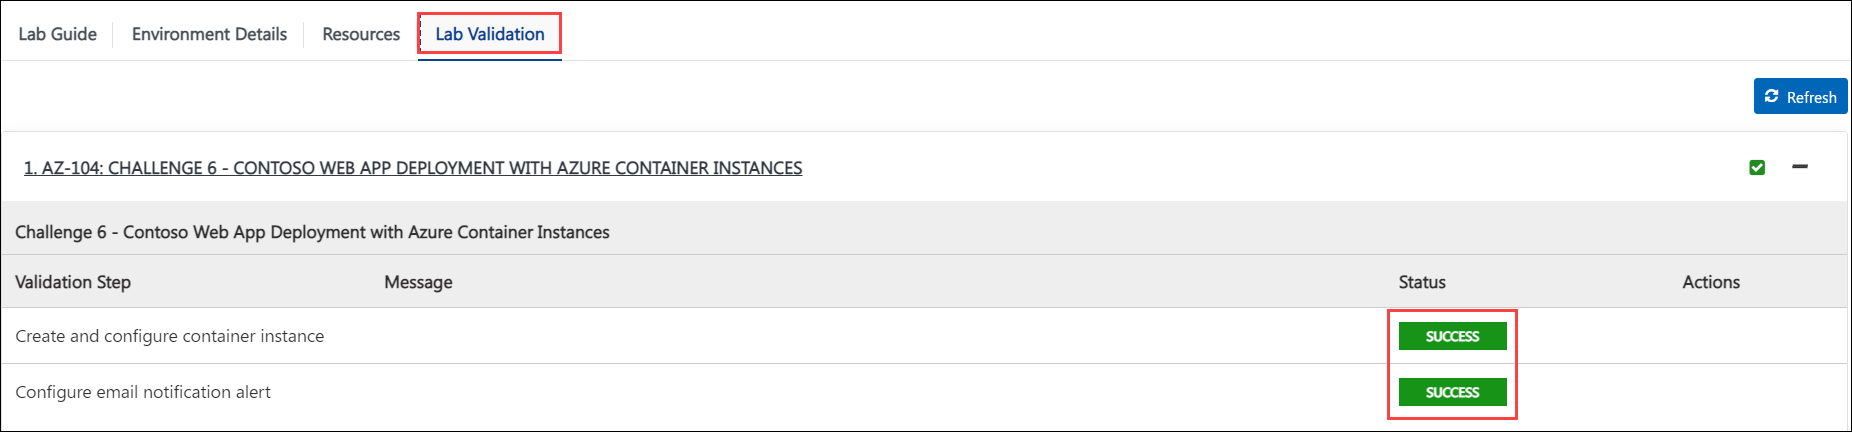 Lab Guide Environment Details Resources Lab Validation
Refresh
1. AZ-104: CHALLENGE 6 - CONTOSO WEB APP DEPLOYMENT WITH AZURE CONTAINER INSTANCES
Challenge 6 - Contoso Web App Deployment with Azure Container Instances
Validation Step Message Status Actions
Create and configure container instance SUCCESS
Configure email notification alert SUCCESS